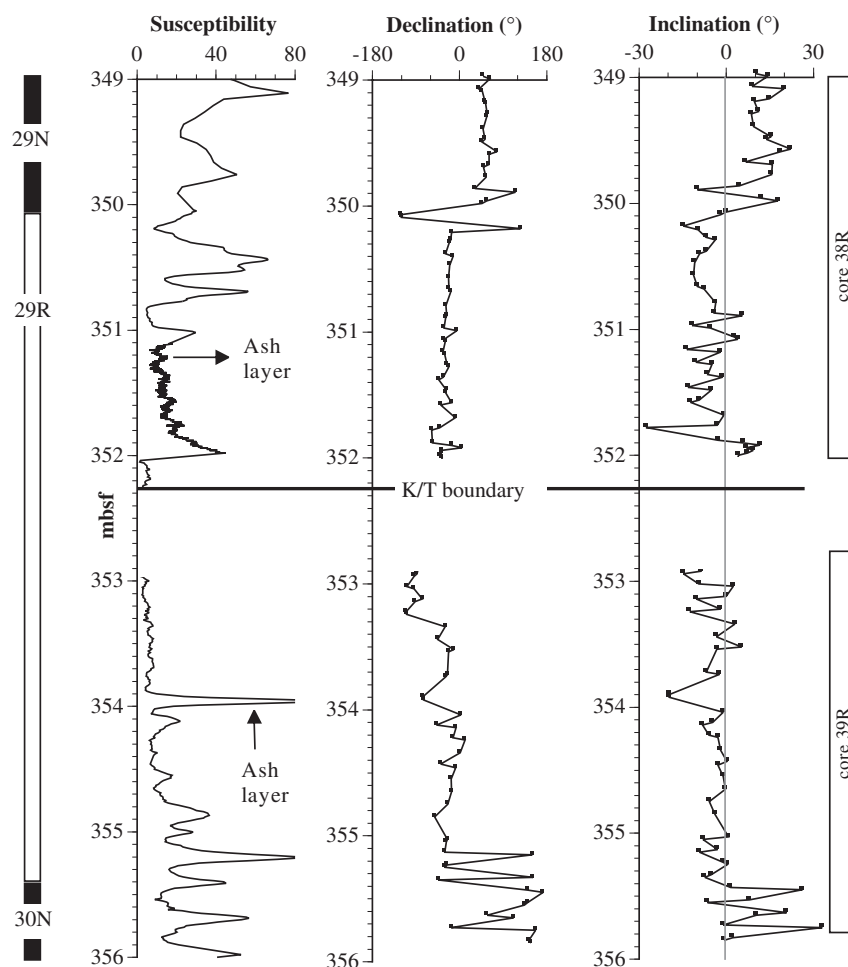 Susceptibility
0 40 80
Declination (°)
-180 0 180
Inclination (°)
-30 0 30
29N
29R
30N
mbsf
349
350
351
352
353
354
355
356
Ash
layer
Ash
layer
349
350
351
352
353
354
355
356
K/T boundary
349
350
351
352
353
354
355
356
core 38R
core 39R